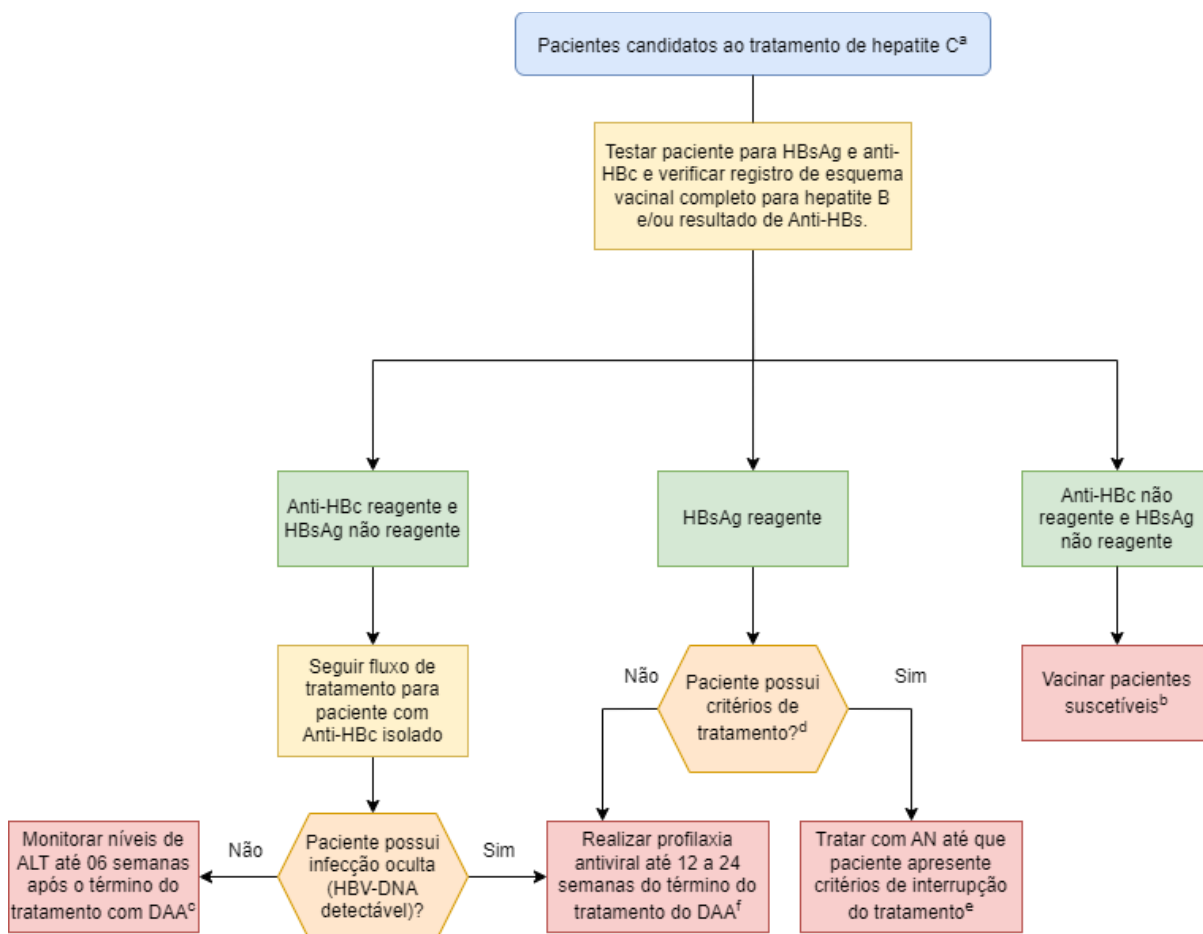 Pacientes candidatos ao tratamento de hepatite Cª
Testar paciente para HBsAg e anti-
HBc e verificar registro de esquema
vacinal completo para hepatite B
e/ou resultado de Anti-HBs.
Anti-HBc reagente e
HBsAg não reagente
HBsAg reagente
Anti-HBc não
reagente e HBsAg
não reagente
Seguir fluxo de
tratamento para
paciente com
Anti-HBc isolado
Não
Paciente possui
critérios de
tratamento?ᵈ
Sim
Vacinar pacientes
suscetíveisᵇ
Monitorar níveis de
ALT até 06 semanas
após o término do
tratamento com DAAᶜ
Não
Paciente possui
infecção oculta
(HBV-DNA
detectável)?
Sim
Realizar profilaxia
antiviral até 12 a 24
semanas do término do
tratamento do DAAᶠ
Tratar com AN até que
paciente apresente
critérios de interrupção
do tratamentoᵉ